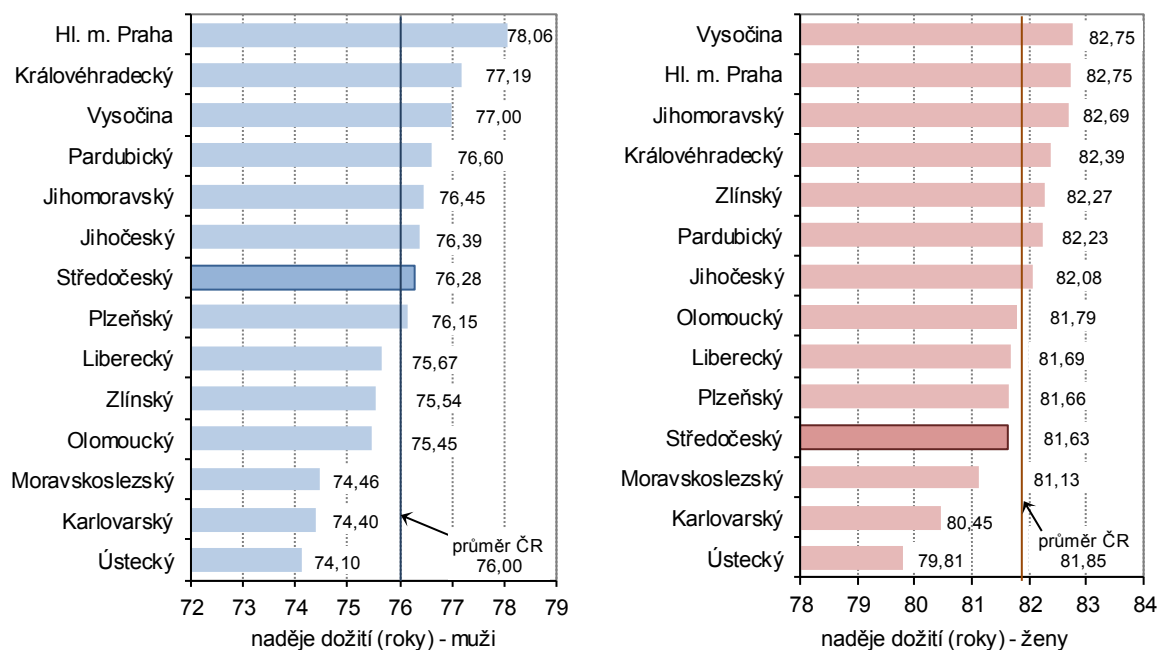 Hl. m. Praha 78,06
Královéhradecký 77,19
Vysočina 77,00
Pardubický 76,60
Jihomoravský 76,45
Jihočeský 76,39
Středočeský 76,28
Plzeňský 76,15
Liberecký 75,67
Zlínský 75,54
Olomoucký 75,45
Moravskoslezský 74,46
Karlovarský 74,40
Ústecký 74,10
průměr ČR
76,00
72 73 74 75 76 77 78 79
naděje dožití (roky) - muži
Vysočina 82,75
Hl. m. Praha 82,75
Jihomoravský 82,69
Královéhradecký 82,39
Zlínský 82,27
Pardubický 82,23
Jihočeský 82,08
Olomoucký 81,79
Liberecký 81,69
Plzeňský 81,66
Středočeský 81,63
Moravskoslezský 81,13
Karlovarský 80,45
Ústecký 79,81
průměr ČR
81,85
78 79 80 81 82 83 84
naděje dožití (roky) - ženy